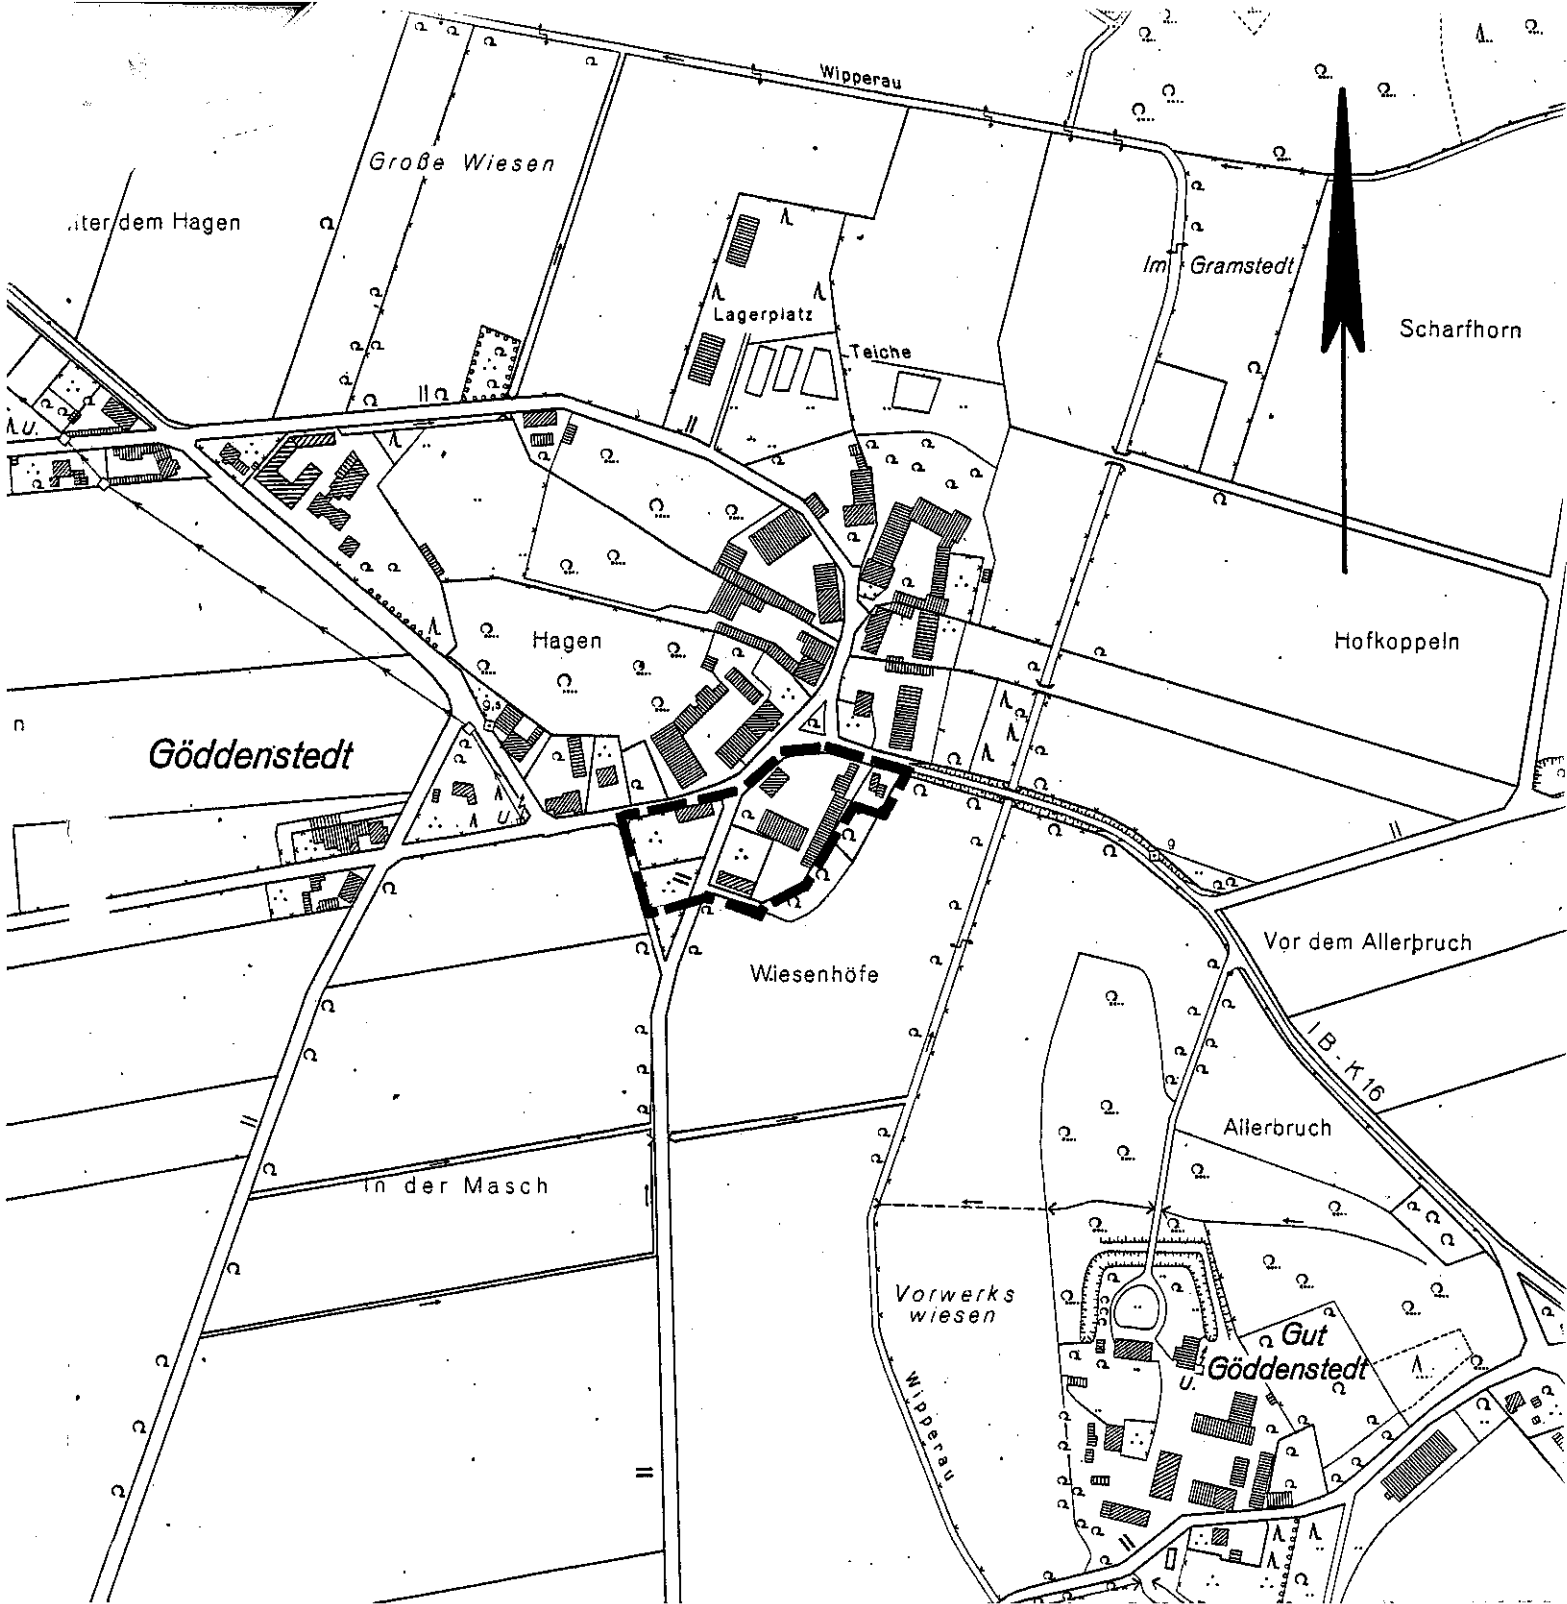 Wipperau
Große Wiesen
dem Hagen
Im Gramstedt
Lagerplatz
Scharfhorn
Teiche
U.
Hagen
Hofkoppeln
g,s
n
Göddenstedt
U
g
Vor dem Allerbruch
Wiesenhöfe
I B - K 16
Allerbruch
In der Masch
Vorwerks
wiesen
Gut
Göddenstedt
U.
Wipperau